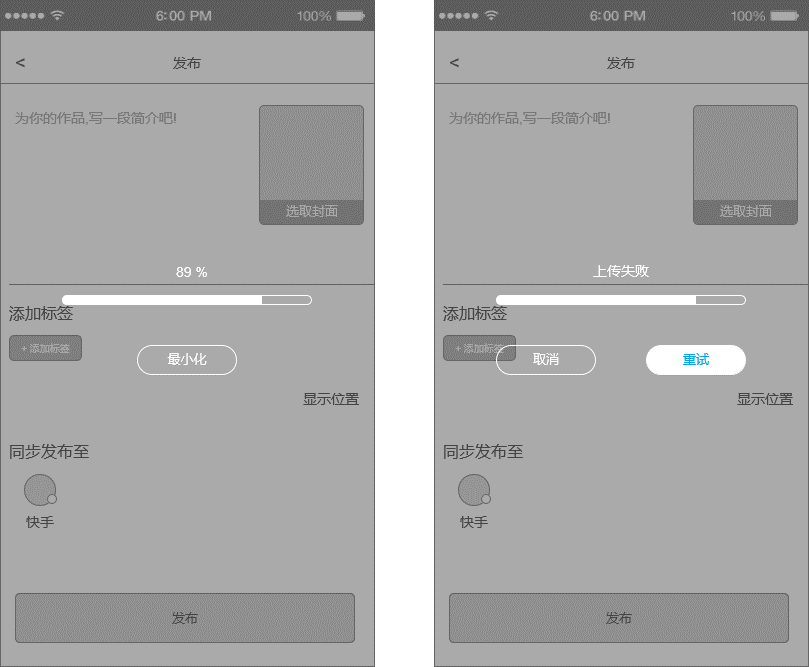 6:00 PM
100%
<
发布
为你的作品,写一段简介吧!
选取封面
89 %
添加标签
+ 添加标签
最小化
显示位置
同步发布至
快手
发布
6:00 PM
100%
<
发布
为你的作品,写一段简介吧!
选取封面
上传失败
添加标签
+ 添加标签
取消
重试
显示位置
同步发布至
快手
发布